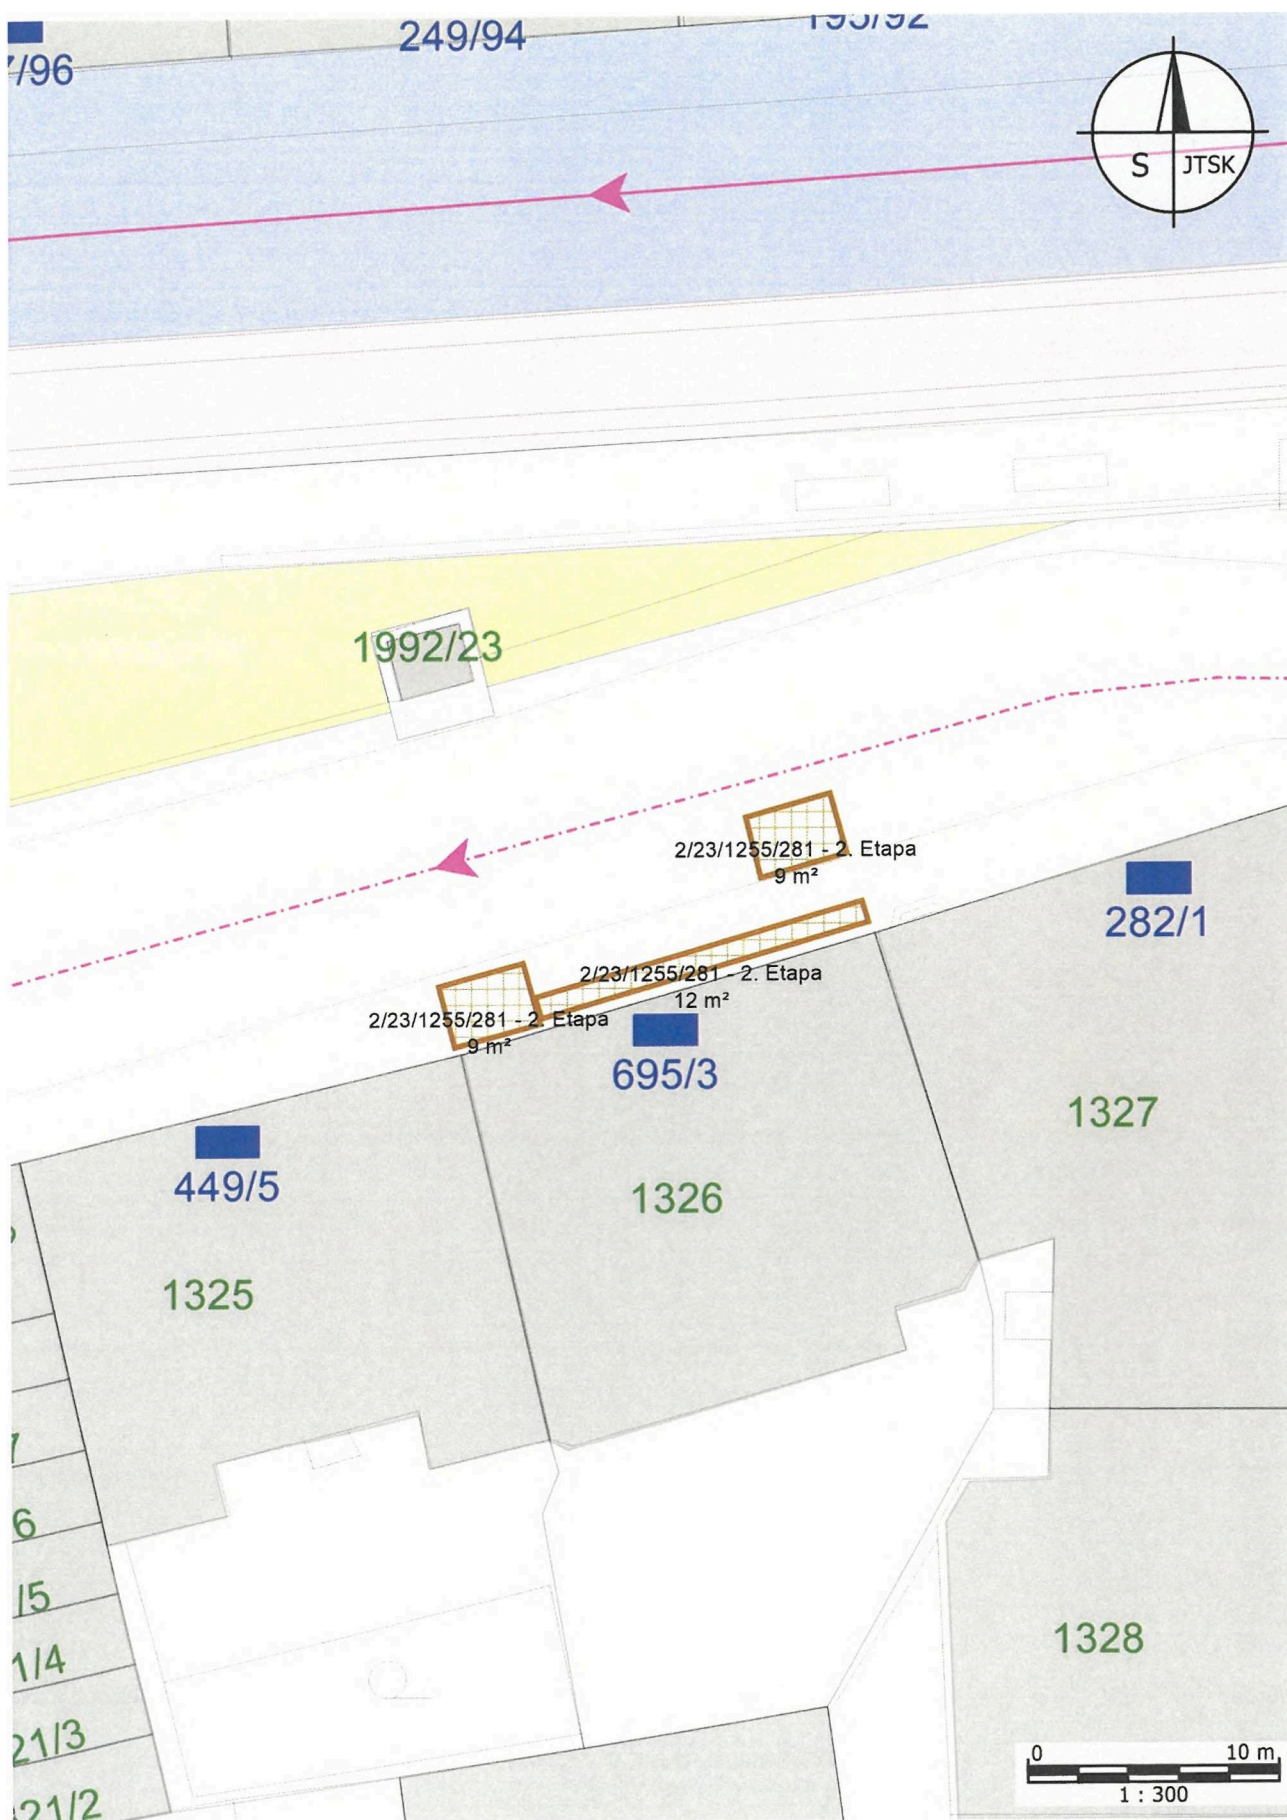 249/94
195/92
/96
S JTSK
1992/23
2/23/1255/281 - 2. Etapa
9 m²
282/1
2/23/1255/281 - 2. Etapa
12 m²
2/23/1255/281 - 2. Etapa
9 m²
695/3
1327
449/5
1326
1325
6
/5
1328
1/4
21/3
21/2
0 10 m
1 : 300